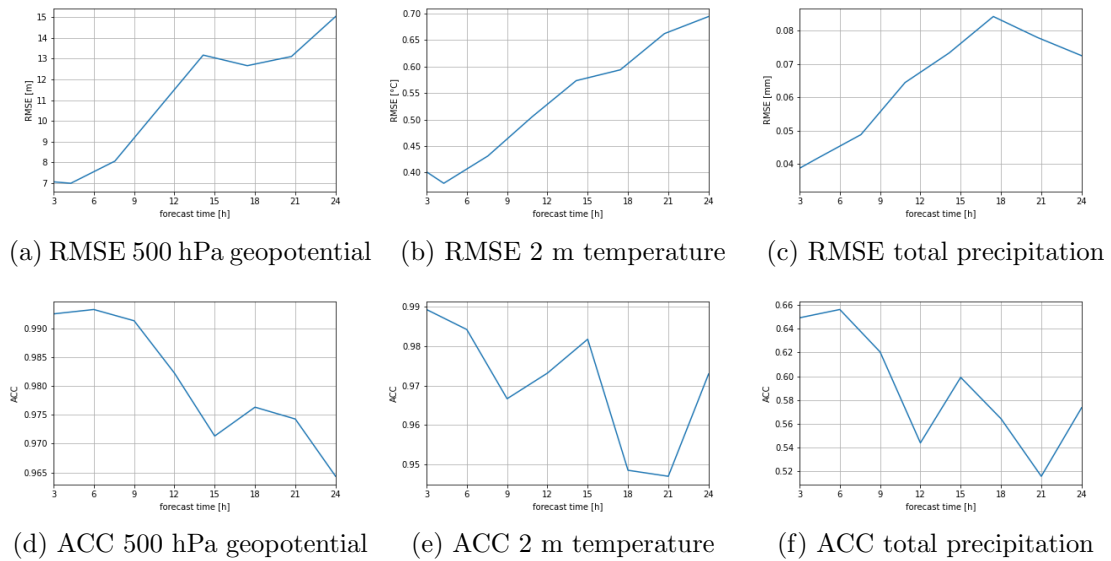 RMSE [m]
15
14
13
12
11
10
9
8
7
3 6 9 12 15 18 21 24
forecast time [h]
(a) RMSE 500 hPa geopotential
RMSE [°C]
0.70
0.65
0.60
0.55
0.50
0.45
0.40
3 6 9 12 15 18 21 24
forecast time [h]
(b) RMSE 2 m temperature
RMSE [mm]
0.08
0.07
0.06
0.05
0.04
3 6 9 12 15 18 21 24
forecast time [h]
(c) RMSE total precipitation
ACC
0.990
0.985
0.980
0.975
0.970
0.965
3 6 9 12 15 18 21 24
forecast time [h]
(d) ACC 500 hPa geopotential
ACC
0.99
0.98
0.97
0.96
0.95
3 6 9 12 15 18 21 24
forecast time [h]
(e) ACC 2 m temperature
ACC
0.66
0.64
0.62
0.60
0.58
0.56
0.54
0.52
3 6 9 12 15 18 21 24
forecast time [h]
(f) ACC total precipitation